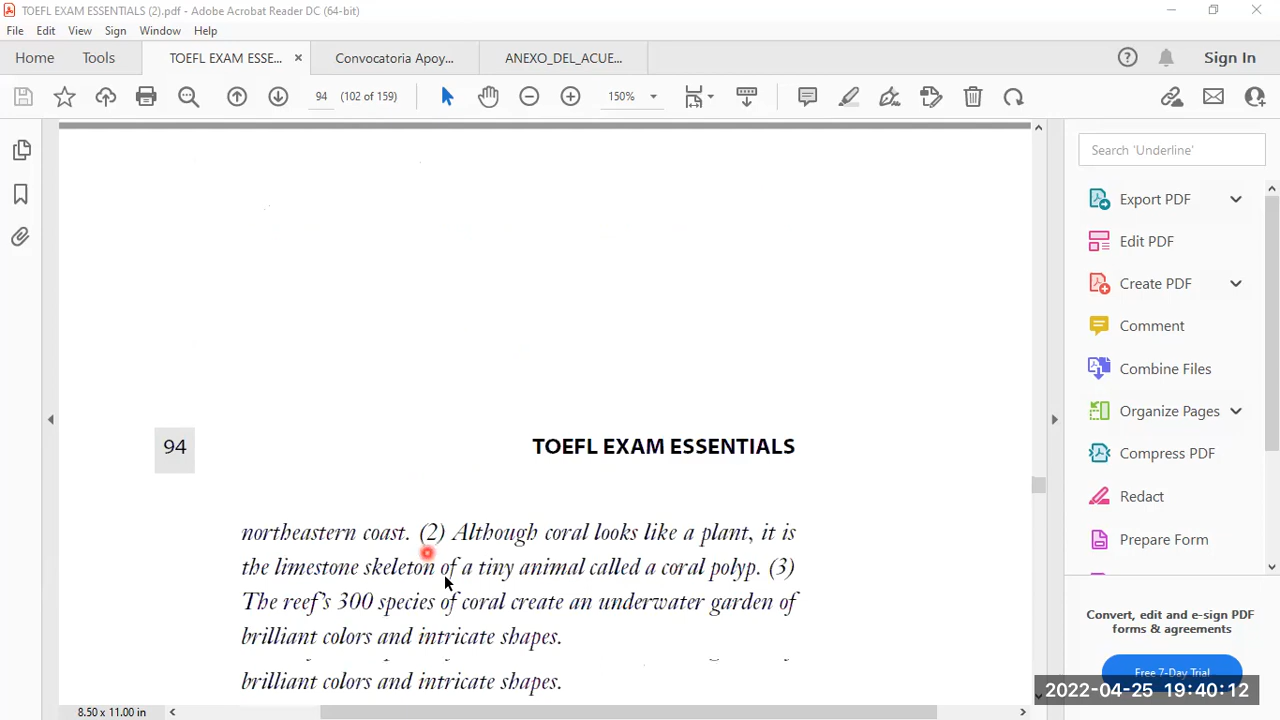 TOEFL EXAM ESSENTIALS (2).pdf - Adobe Acrobat Reader DC (64-bit)
File Edit View Sign Window Help
Home Tools TOEFL EXAM ESSE... × Convocatoria Apoy... ANEXO_DEL_ACUE... Sign In
94 (102 of 159) 150%
Search 'Underline'
Export PDF
Edit PDF
Create PDF
Comment
Combine Files
Organize Pages
Compress PDF
Redact
Prepare Form
Convert, edit and e-sign PDF
forms & agreements
Free 7-Day Trial
94 TOEFL EXAM ESSENTIALS
northeastern coast. (2) Although coral looks like a plant, it is
the limestone skeleton of a tiny animal called a coral polyp. (3)
The reef's 300 species of coral create an underwater garden of
brilliant colors and intricate shapes.
brilliant colors and intricate shapes.
8.50 x 11.00 in
2022-04-25 19:40:12